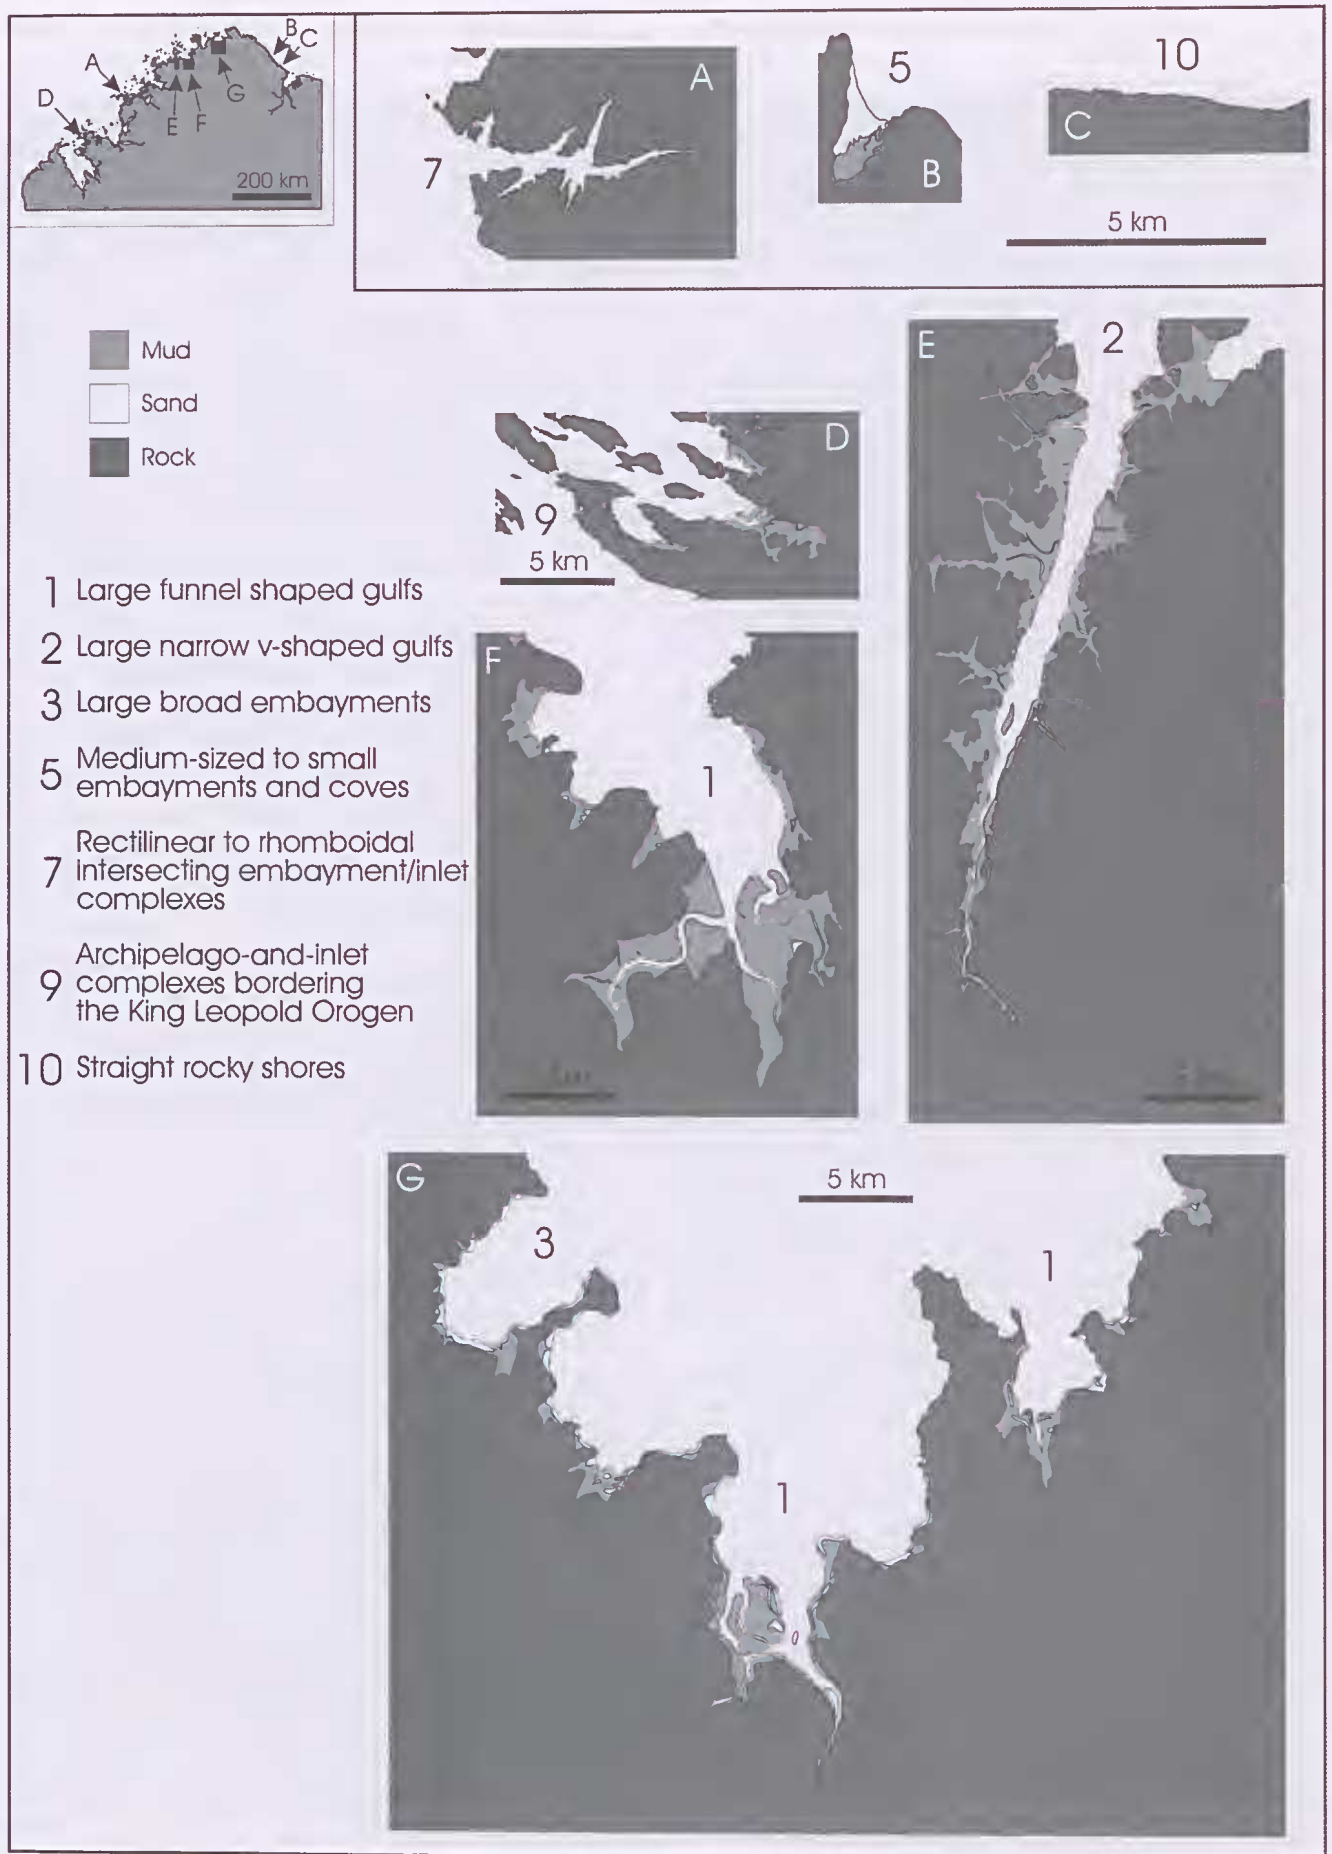 B
C
A
D
G
E F
200 km
A
7
5
B
10
C
5 km
Mud
Sand
Rock
D
9
5 km
E
2
1 Large funnel shaped gulfs
2 Large narrow v-shaped gulfs
3 Large broad embayments
5 Medium-sized to small
embayments and coves
7 Rectilinear to rhomboidal
intersecting embayment/inlet
complexes
9 Archipelago-and-inlet
complexes bordering
the King Leopold Orogen
10 Straight rocky shores
F
1
G
5 km
3
1
1